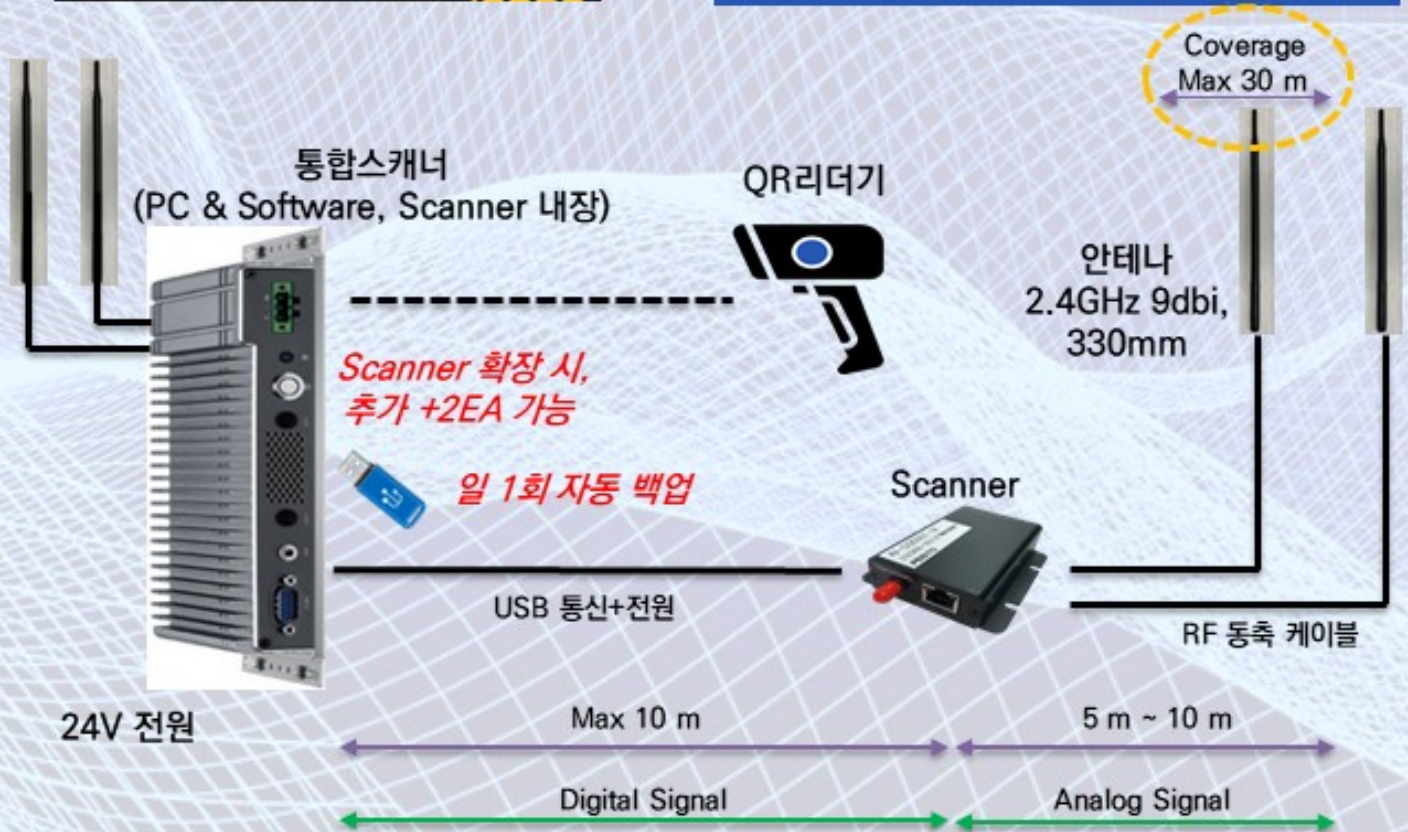 Coverage
Max 30 m
통합스캐너
(PC & Software, Scanner 내장)
QR리더기
안테나
2.4GHz 9dbi,
330mm
Scanner 확장 시,
추가 +2EA 가능
일 1회 자동 백업
Scanner
USB 통신+전원
RF 동축 케이블
24V 전원
Max 10 m
5 m ~ 10 m
Digital Signal
Analog Signal